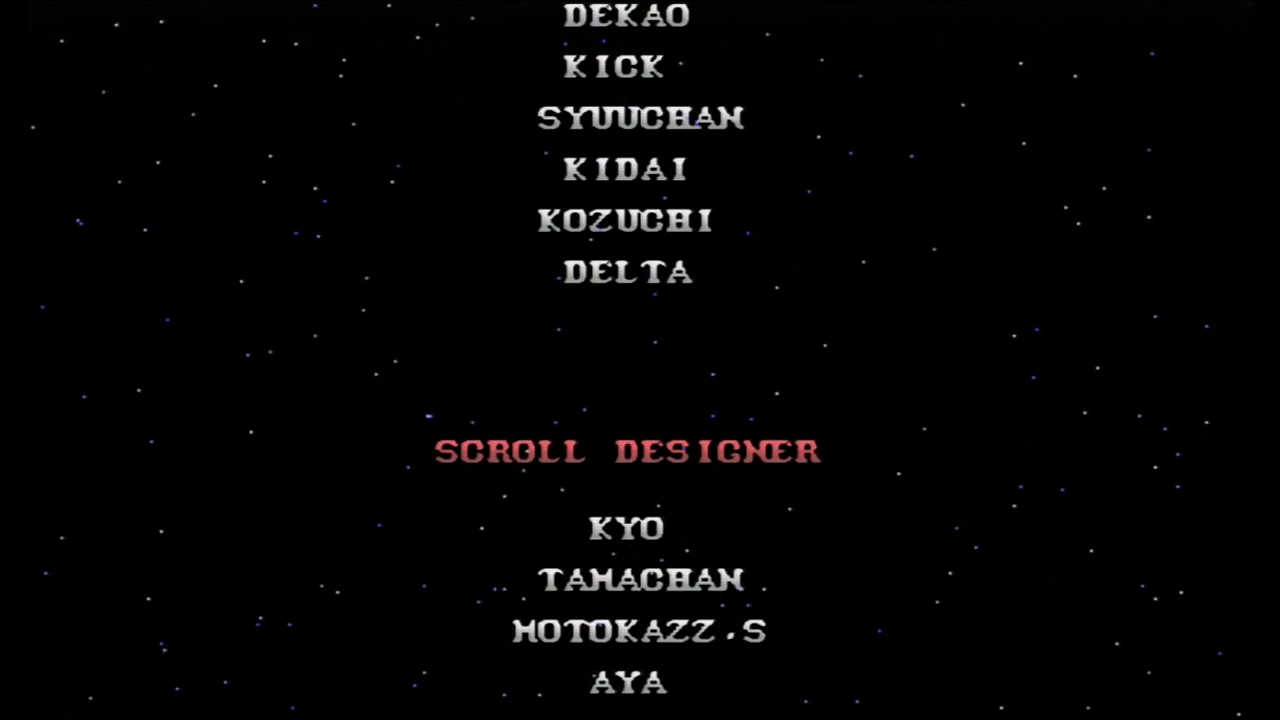 DEKAO
KICK
SYUUCHAN
KIDAI
KOZUCHI
DELTA
SCROLL DESIGNER
KYO
TAMACHAN
MOTOKAZZ.S
AYA